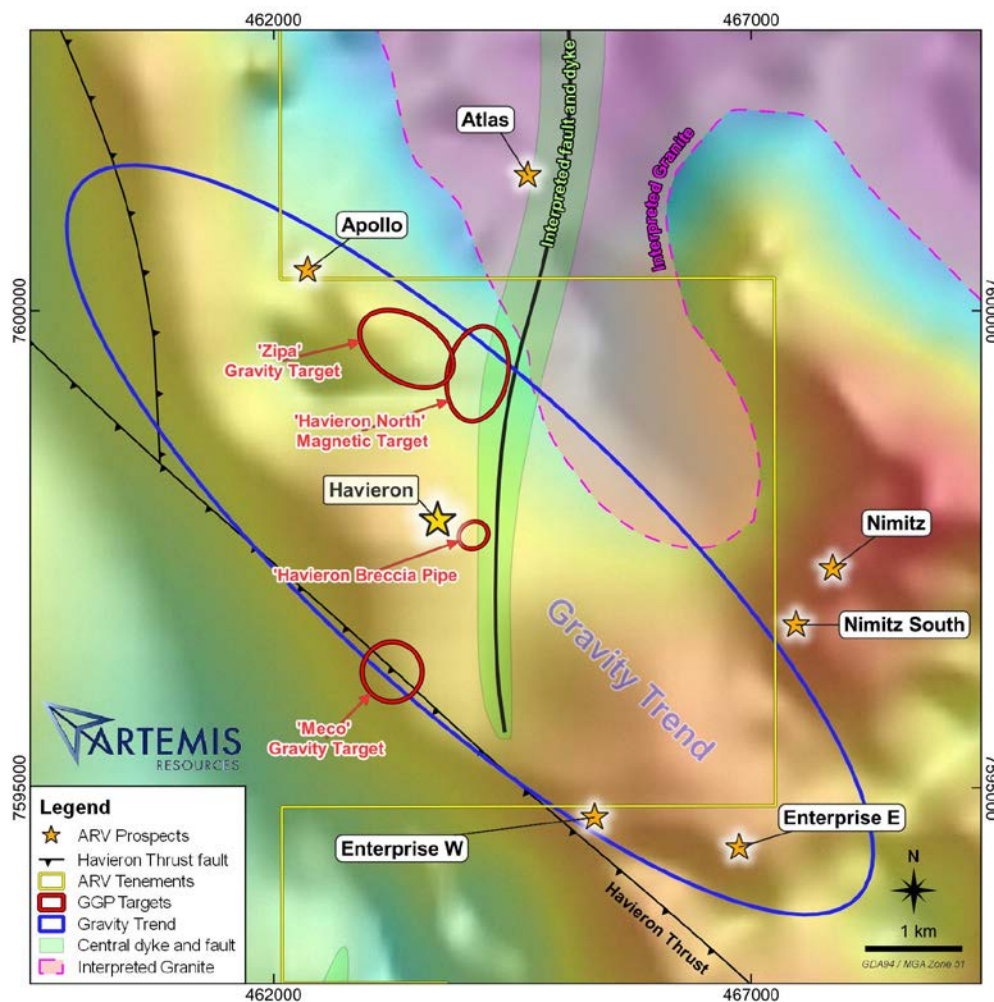 462000
467000
Atlas
Interpreted fault and dyke
Interpreted Granite
Apollo
7600000
7600000
'Zipa'
Gravity Target
'Havieron North'
Magnetic Target
Havieron
'Havieron Breccia Pipe
Nimitz
Nimitz South
Gravity Trend
'Meco'
Gravity Target
ARTEMIS
RESOURCES
7595000
7595000
Enterprise W
Enterprise E
Havieron Thrust
Legend
ARV Prospects
Havieron Thrust fault
ARV Tenements
GGP Targets
Gravity Trend
Central dyke and fault
Interpreted Granite
N
1 km
GDA94 / MGA Zone 51
462000
467000